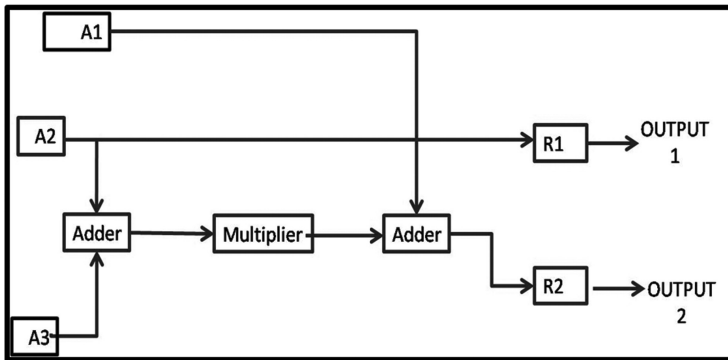 A1
A2
R1
OUTPUT
1
Adder
Multiplier
Adder
R2
OUTPUT
2
A3